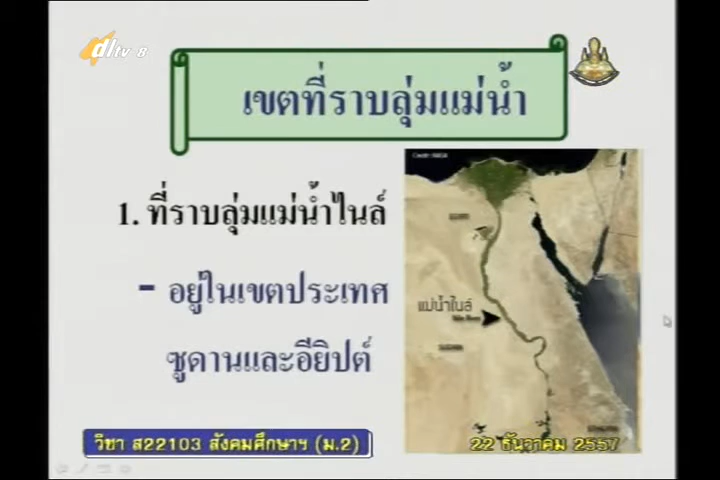 dltv 8
เขตที่ราบลุ่มแม่น้ำ
1. ที่ราบลุ่มแม่น้ำไนล์
- อยู่ในเขตประเทศ
ซูดานและอียิปต์
แม่น้ำไนล์
วิชา ส22103 สังคมศึกษาฯ (ม.2)
22 ธันวาคม 2557